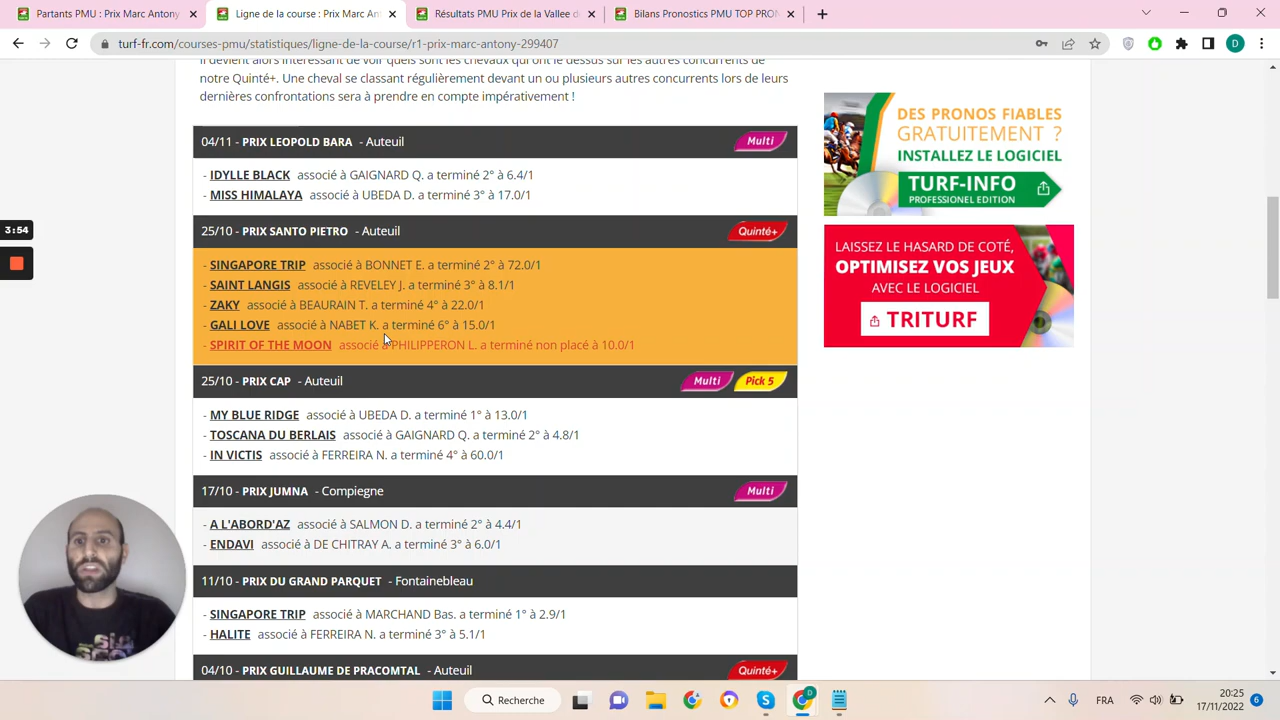 Partants PMU : Prix Marc Antony
Ligne de la course : Prix Marc An
Résultats PMU Prix de la Vallee d
Bilans Pronostics PMU TOP PRON
turf-fr.com/courses-pmu/statistiques/ligne-de-la-course/r1-prix-marc-antony-299407
D
Il devient alors intéressant de voir quels sont les chevaux qui ont le dessus sur les autres concurrents de
notre Quinté+. Une cheval se classant régulièrement devant un ou plusieurs autres concurrents lors de leurs
dernières confrontations sera à prendre en compte impérativement !
04/11 - PRIX LEOPOLD BARA - Auteuil Multi
- IDYLLE BLACK associé à GAIGNARD Q. a terminé 2° à 6.4/1
- MISS HIMALAYA associé à UBEDA D. a terminé 3° à 17.0/1
25/10 - PRIX SANTO PIETRO - Auteuil Quinté+
- SINGAPORE TRIP associé à BONNET E. a terminé 2° à 72.0/1
- SAINT LANGIS associé à REVELEY J. a terminé 3° à 8.1/1
- ZAKY associé à BEAURAIN T. a terminé 4° à 22.0/1
- GALI LOVE associé à NABET K. a terminé 6° à 15.0/1
- SPIRIT OF THE MOON associé à PHILIPPERON L. a terminé non placé à 10.0/1
25/10 - PRIX CAP - Auteuil Multi Pick 5
- MY BLUE RIDGE associé à UBEDA D. a terminé 1° à 13.0/1
- TOSCANA DU BERLAIS associé à GAIGNARD Q. a terminé 2° à 4.8/1
- IN VICTIS associé à FERREIRA N. a terminé 4° à 60.0/1
17/10 - PRIX JUMNA - Compiegne Multi
- A L'ABORD'AZ associé à SALMON D. a terminé 2° à 4.4/1
- ENDAVI associé à DE CHITRAY A. a terminé 3° à 6.0/1
11/10 - PRIX DU GRAND PARQUET - Fontainebleau
- SINGAPORE TRIP associé à MARCHAND Bas. a terminé 1° à 2.9/1
- HALITE associé à FERREIRA N. a terminé 3° à 5.1/1
04/10 - PRIX GUILLAUME DE PRACOMTAL - Auteuil Quinté+
DES PRONOS FIABLES
GRATUITEMENT ?
INSTALLEZ LE LOGICIEL
TURF-INFO
PROFESSIONEL EDITION
LAISSEZ LE HASARD DE COTÉ,
OPTIMISEZ VOS JEUX
AVEC LE LOGICIEL
TRITURF
3:54
Recherche
D
FRA
20:25
17/11/2022
6